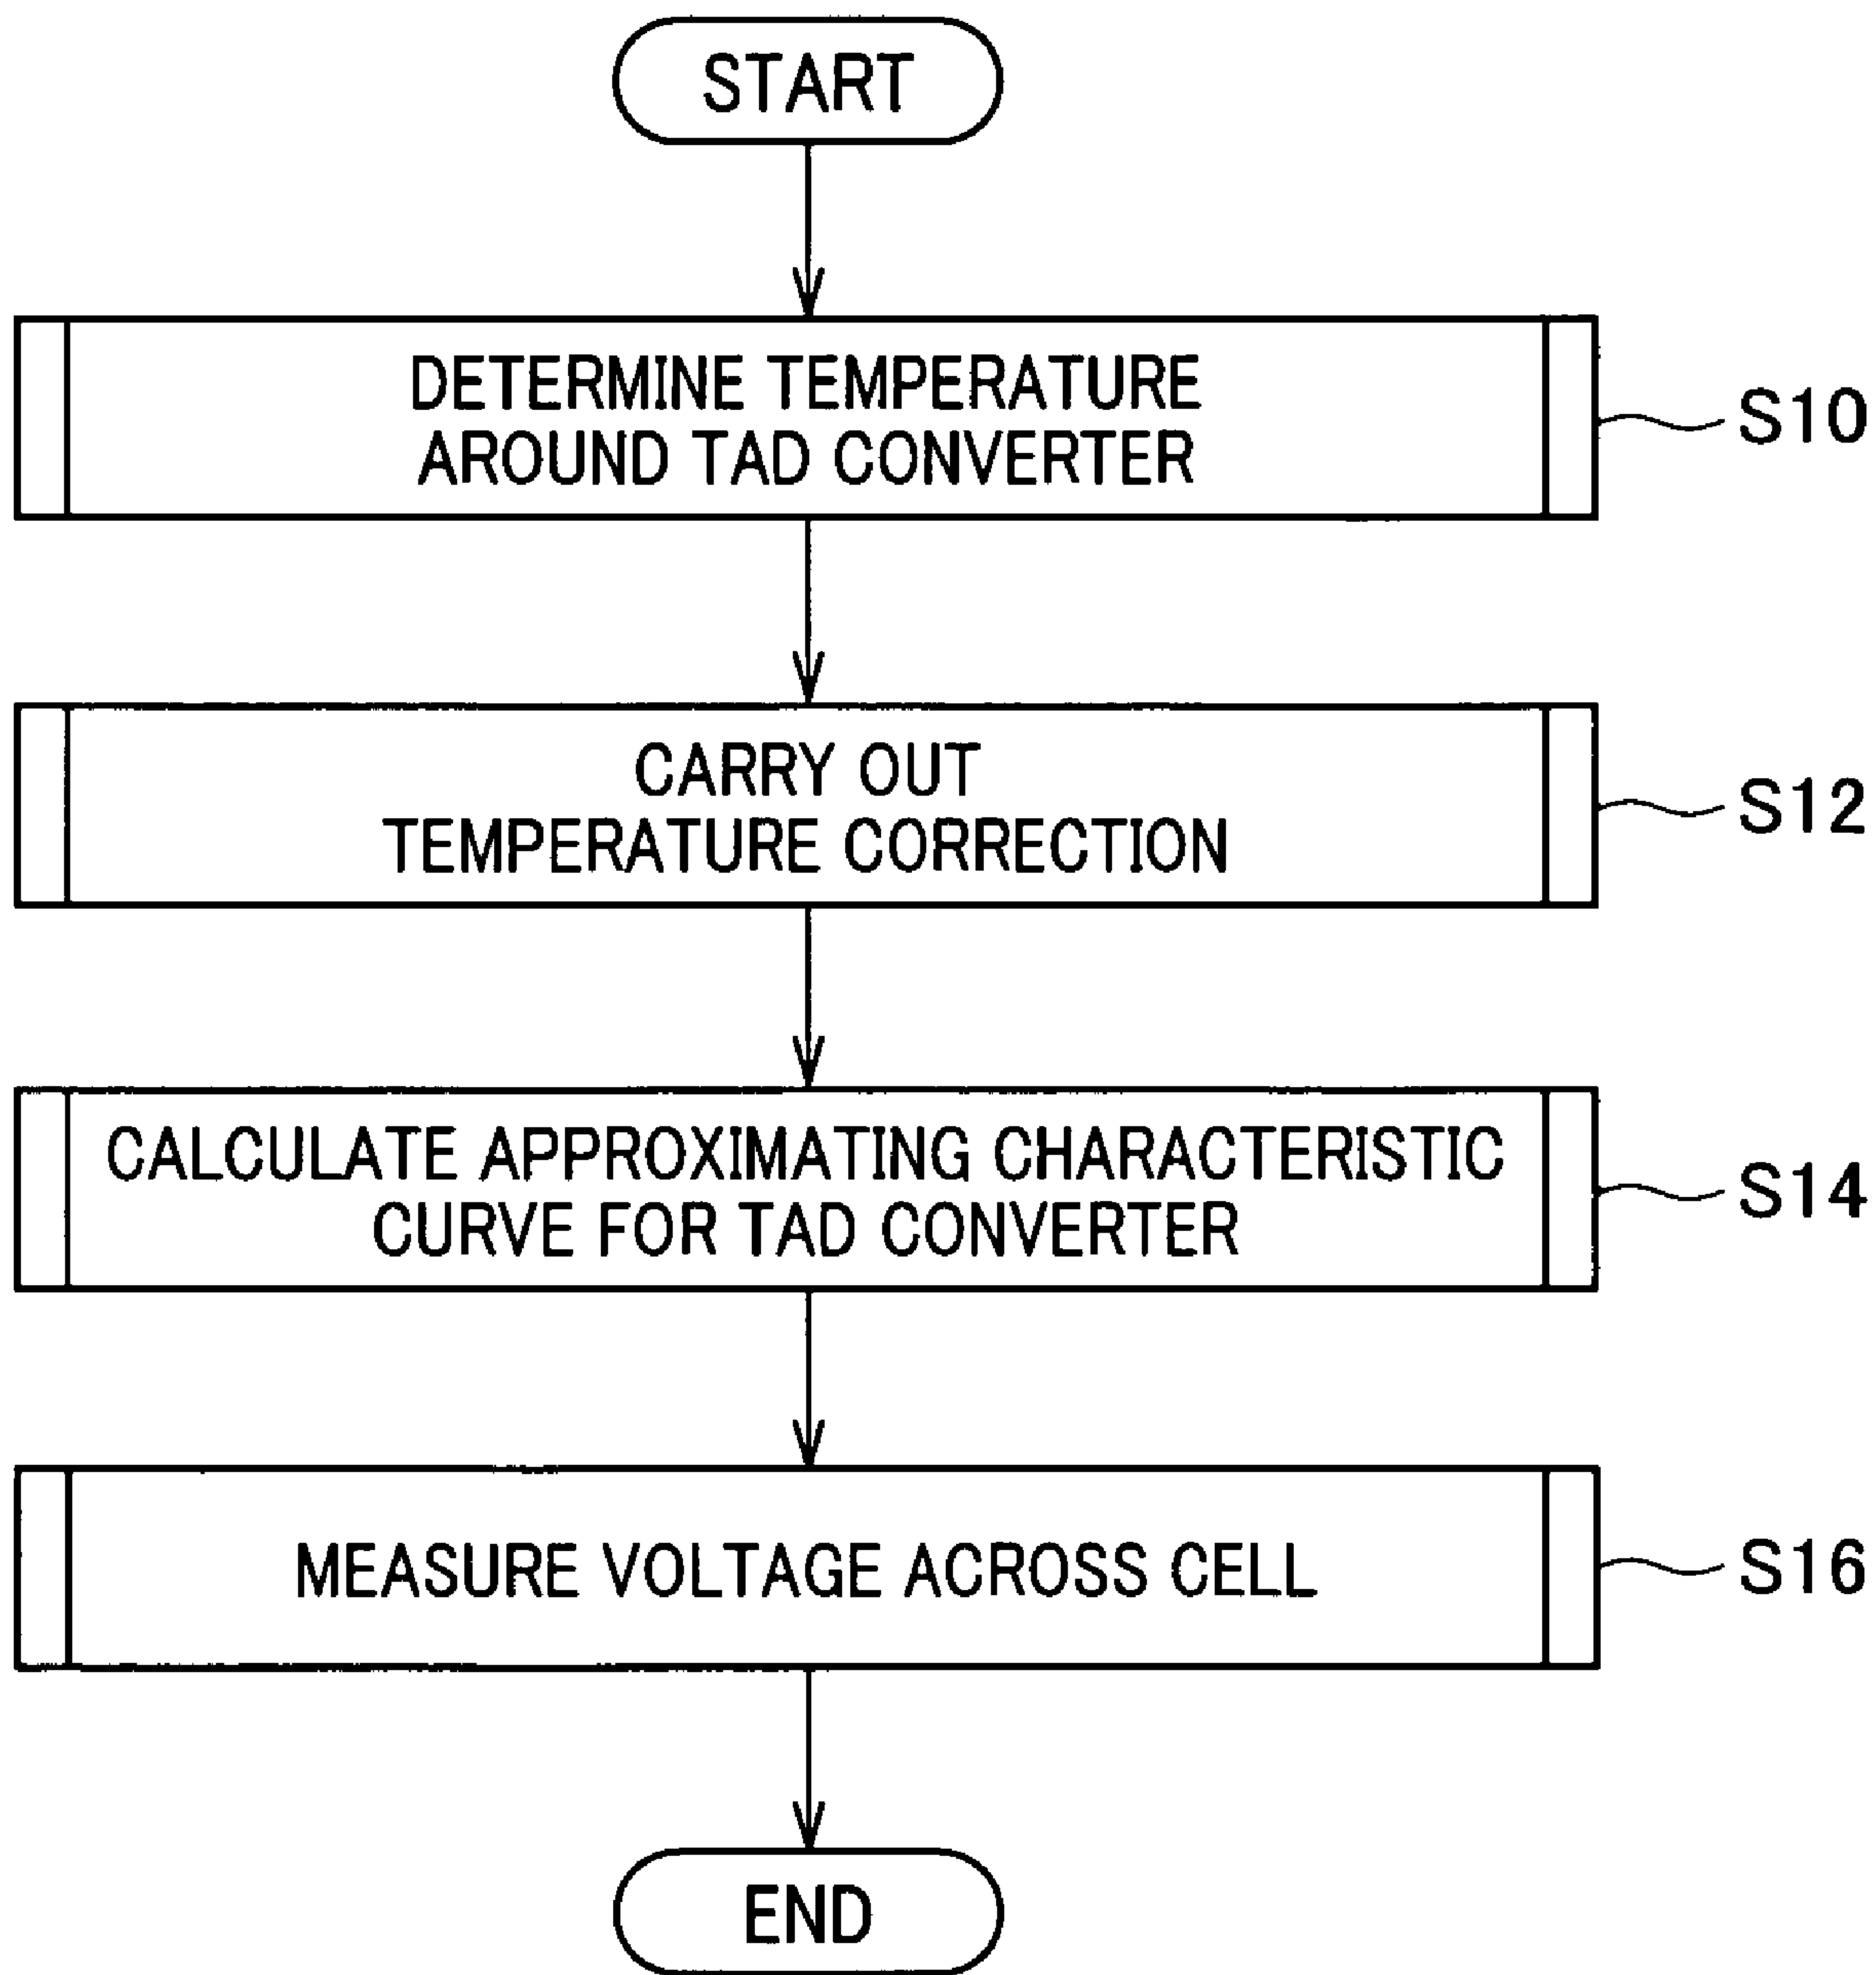 START
DETERMINE TEMPERATURE
AROUND TAD CONVERTER
S10
CARRY OUT
TEMPERATURE CORRECTION
S12
CALCULATE APPROXIMATING CHARACTERISTIC
CURVE FOR TAD CONVERTER
S14
MEASURE VOLTAGE ACROSS CELL
S16
END